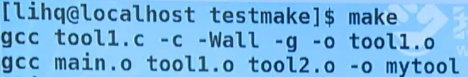 [lihq@localhost testmake]$ make
gcc tool1.c -c -Wall -g -o tool1.o
gcc main.o tool1.o tool2.o -o mytool